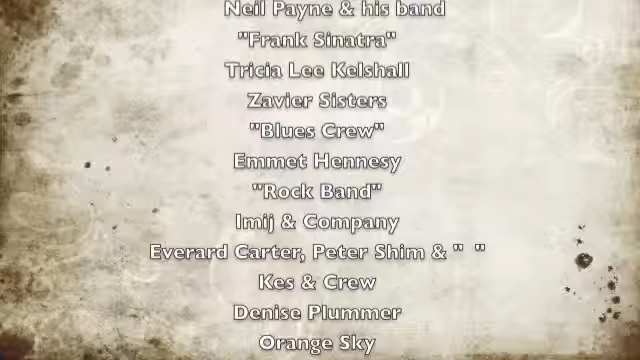 Neil Payne & his band
"Frank Sinatra"
Tricia Lee Kelshall
Zavier Sisters
"Blues Crew"
Emmet Hennesy
"Rock Band"
Imij & Company
Everard Carter, Peter Shim & "  "
Kes & Crew
Denise Plummer
Orange Sky